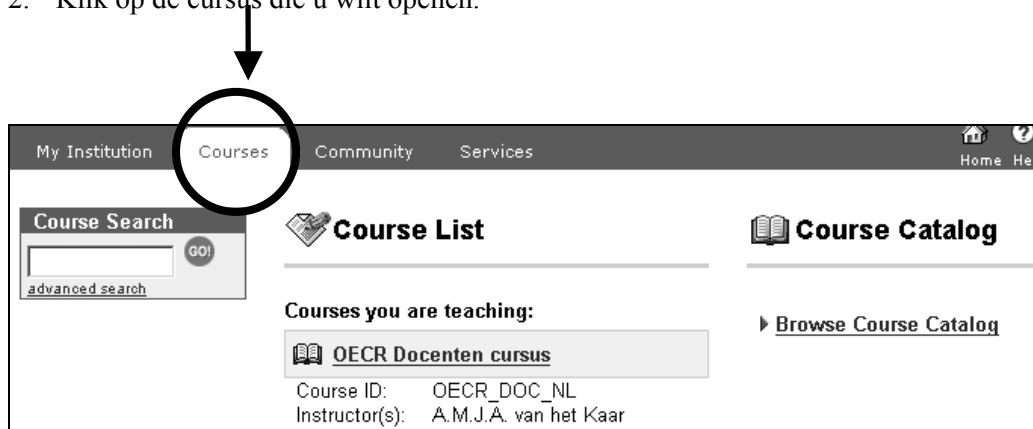 2. Klik op de cursus die u wilt openen.
My Institution Courses Community Services
Home He
Course Search
GO!
advanced search
Course List
Courses you are teaching:
OECR Docenten cursus
Course ID: OECR_DOC_NL
Instructor(s): A.M.J.A. van het Kaar
Course Catalog
Browse Course Catalog